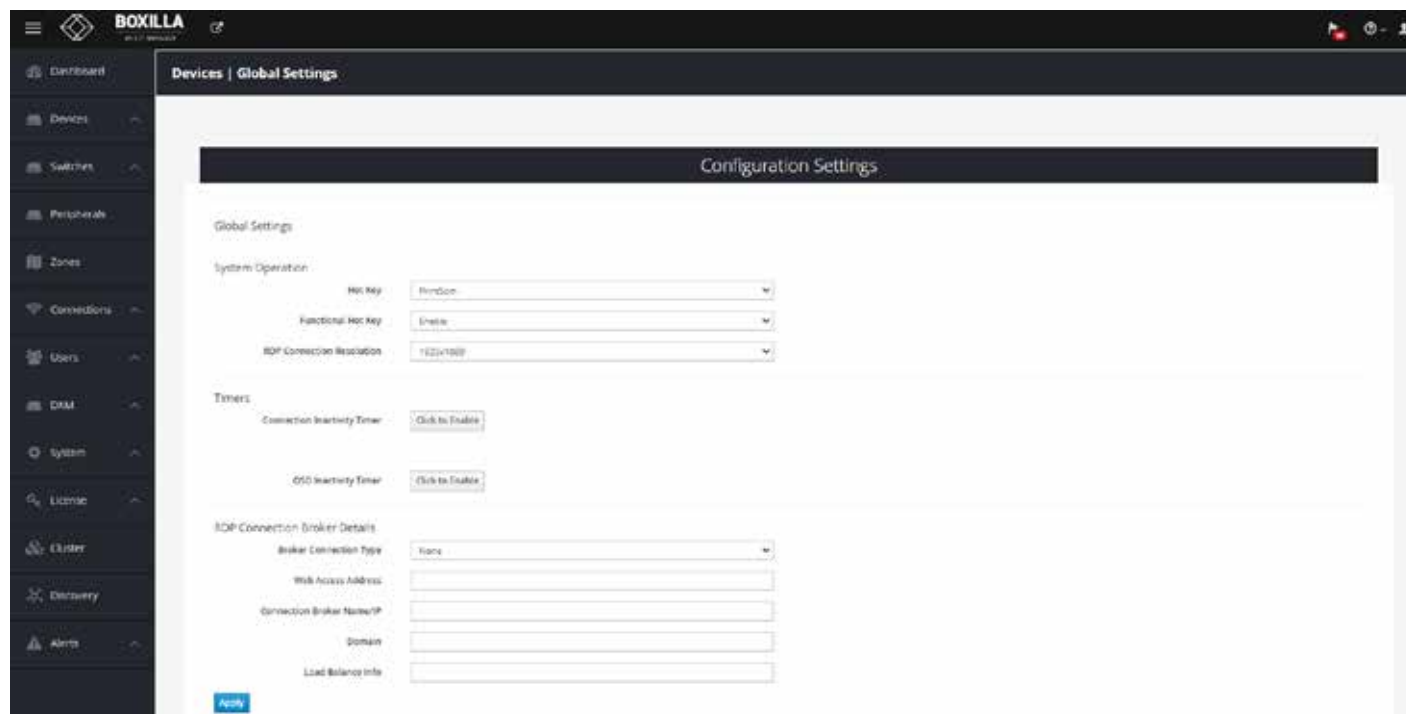 BOXILLA
Dashboard
Devices | Global Settings
Devices
Switches
Configuration Settings
Peripherals
Global Settings
Zones
System Operation
Hot Key PrintScrn
Connections
Functional Hot Key Enable
Users
RDP Connection Resolution 1920x1080
DKM
Timers
Connection Inactivity Timer Click to Enable
System
OSD Inactivity Timer Click to Enable
License
RDP Connection Broker Details
Cluster
Broker Connection Type None
Web Access Address
Discovery
Connection Broker Name/IP
Alerts
Domain
Load Balance Info
Apply